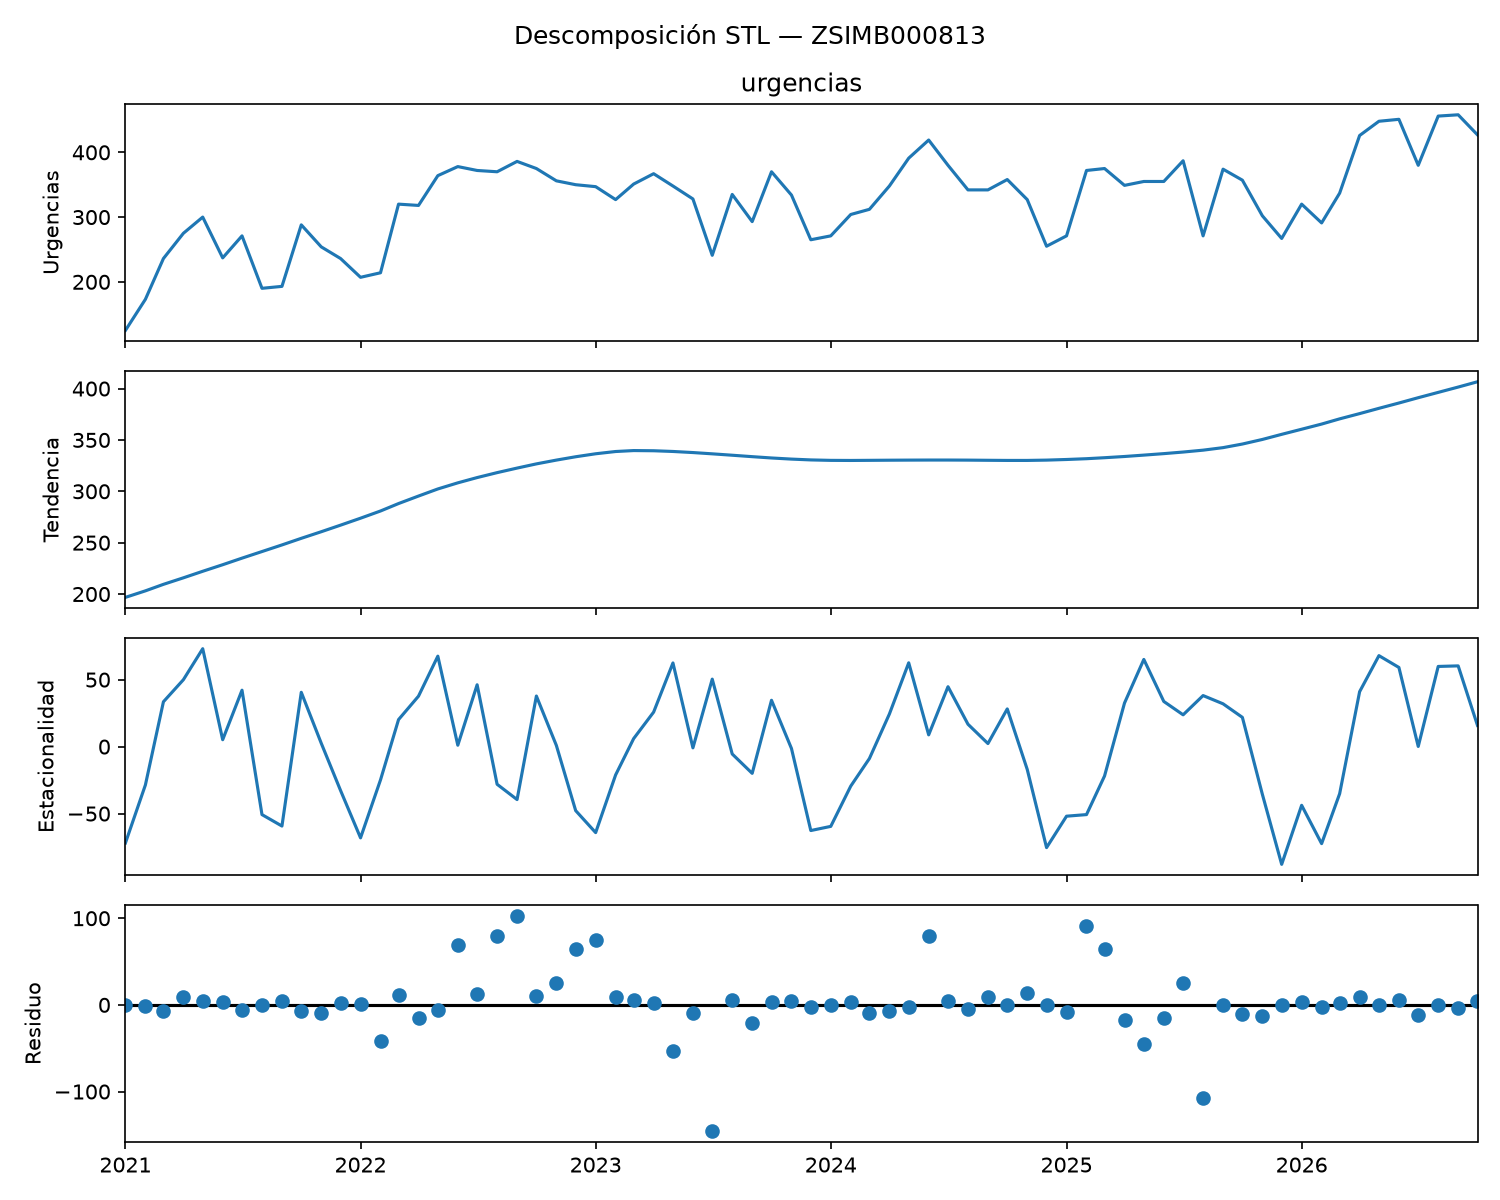 Descomposición STL — ZSIMB000813
urgencias
Urgencias
400
300
200
Tendencia
400
350
300
250
200
Estacionalidad
50
0
−50
Residuo
100
0
−100
2021 2022 2023 2024 2025 2026